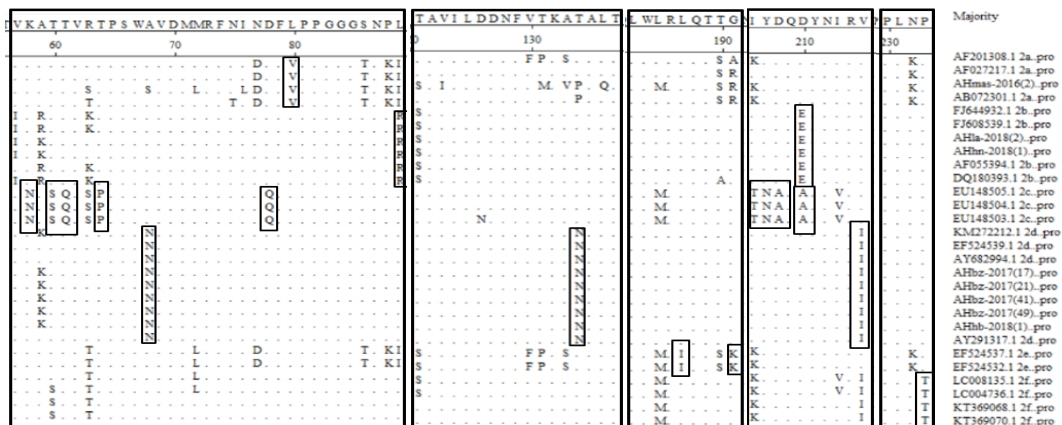 T V K A T T V R T P S W A V D M M R F N I N D F L P P G G G S N P L T A V I L D D N F V T K A T A L T L W L R L Q T T G N I Y D Q D Y N I R V P P L N P Majority
60 70 80 130 190 210 230
D V T K I F P S S A K K AF201308.1 2a..pro
D V T K I S R AF027217.1 2a..pro
S S L L D V T K I S I M V P Q M S R K K AHmas-2016(2)..pro
T T D V T K I P S R K K AB072301.1 2a..pro
I R K R S E FJ644932.1 2b..pro
R K R E FJ608539.1 2b..pro
I K R S E AHla-2018(2)..pro
I K R E AHhn-2018(1)..pro
R K R E AF055394.1 2b..pro
I R K R S A E DQ180393.1 2b..pro
N S Q S P Q M T N A A V EU148505.1 2c..pro
N S Q S P Q M T N A A V EU148504.1 2c..pro
N S Q S P Q N M T N A A V EU148503.1 2c..pro
K N N I KM272212.1 2d..pro
N N I EF524539.1 2d..pro
N N I AY682994.1 2d..pro
K N N I AHbz-2017(17)..pro
K N N I AHbz-2017(21)..pro
K N N I AHbz-2017(41)..pro
K N N I AHbz-2017(49)..pro
K N N I AHhb-2018(1)..pro
N N I AY291317.1 2d..pro
T L D T K I S F P S M I S K K K EF524537.1 2e..pro
T L D T K I S F P S M I S K K K EF524532.1 2e..pro
T L S M K V I T LC008135.1 2f..pro
S T L S M K V I T LC004736.1 2f..pro
S T M K I T KT369068.1 2f..pro
S T M K I T KT369070.1 2f..pro